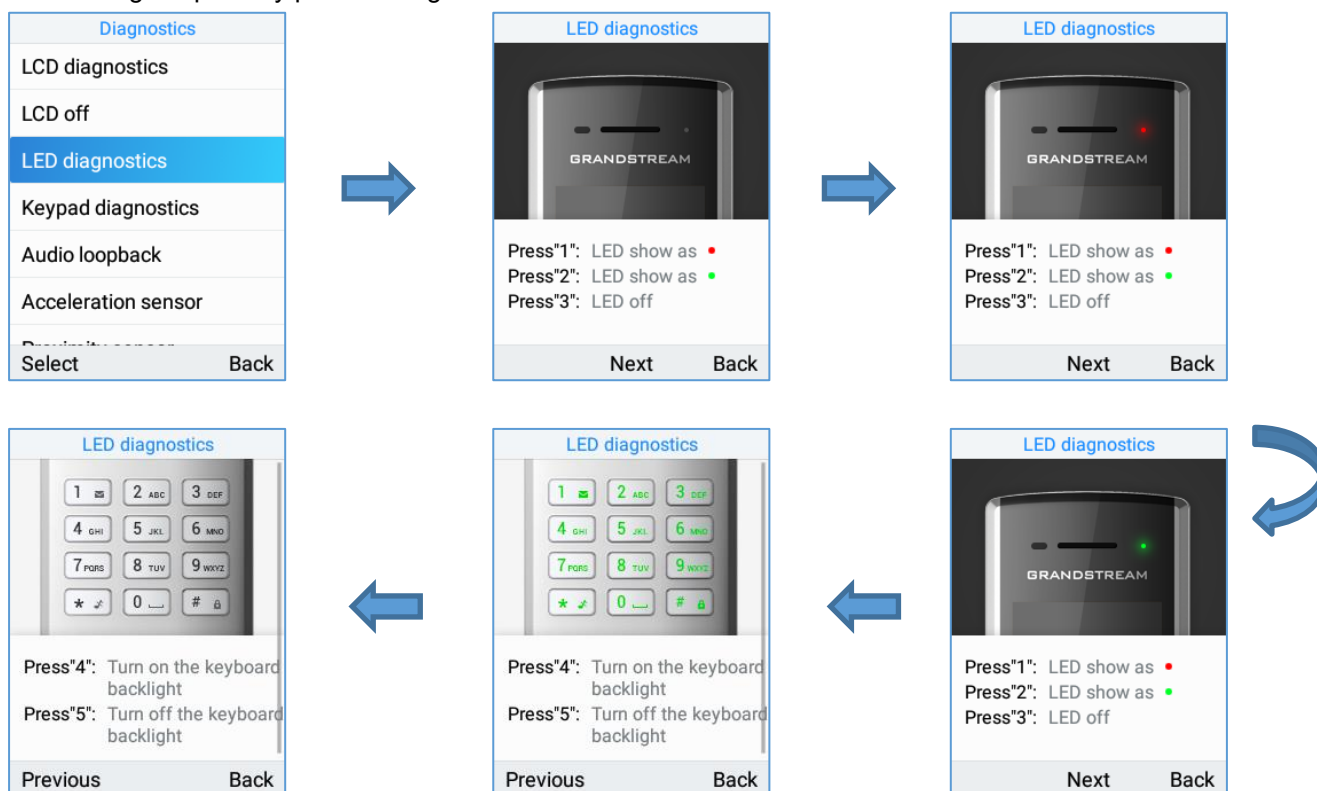 Diagnostics
LCD diagnostics
LCD off
LED diagnostics
Keypad diagnostics
Audio loopback
Acceleration sensor
Select Back
LED diagnostics
GRANDSTREAM
Press"1": LED show as
Press"2": LED show as
Press"3": LED off
Next Back
LED diagnostics
GRANDSTREAM
Press"1": LED show as
Press"2": LED show as
Press"3": LED off
Next Back
LED diagnostics
GRANDSTREAM
Press"1": LED show as
Press"2": LED show as
Press"3": LED off
Next Back
LED diagnostics
1 2 ABC 3 DEF
4 GHI 5 JKL 6 MNO
7 PQRS 8 TUV 9 WXYZ
* 0 #
Press"4": Turn on the keyboard
backlight
Press"5": Turn off the keyboard
backlight
Previous Back
LED diagnostics
1 2 ABC 3 DEF
4 GHI 5 JKL 6 MNO
7 PQRS 8 TUV 9 WXYZ
* 0 #
Press"4": Turn on the keyboard
backlight
Press"5": Turn off the keyboard
backlight
Previous Back